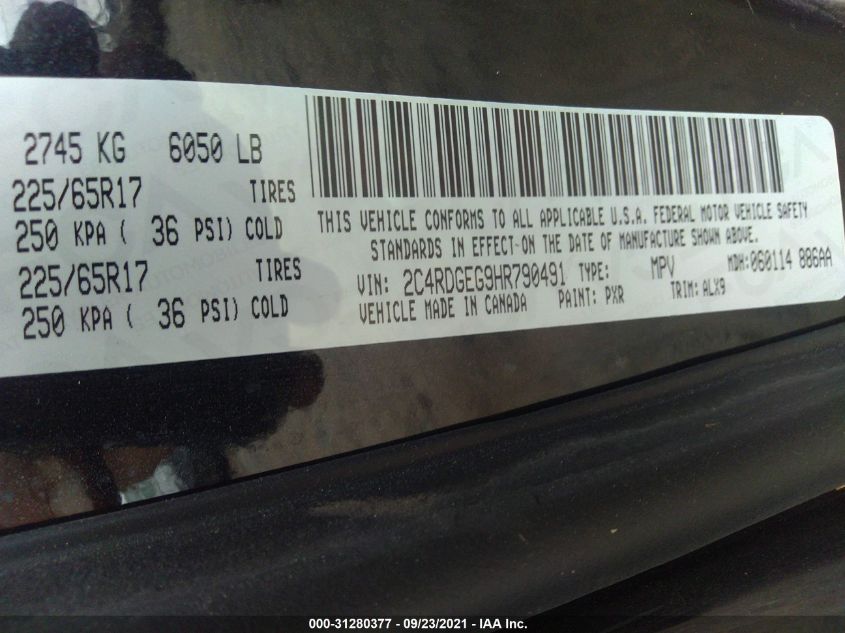 2745 KG 6050 LB
225/65R17 TIRES
250 KPA ( 36 PSI) COLD
225/65R17 TIRES
250 KPA ( 36 PSI) COLD
THIS VEHICLE CONFORMS TO ALL APPLICABLE U.S.A. FEDERAL MOTOR VEHICLE SAFETY
STANDARDS IN EFFECT ON THE DATE OF MANUFACTURE SHOWN ABOVE.
VIN: 2C4RDGEG9HR790491 TYPE: MPV MDH: 060114 886AA
VEHICLE MADE IN CANADA PAINT: PXR TRIM: ALX9
000-31280377 - 09/23/2021 - IAA Inc.